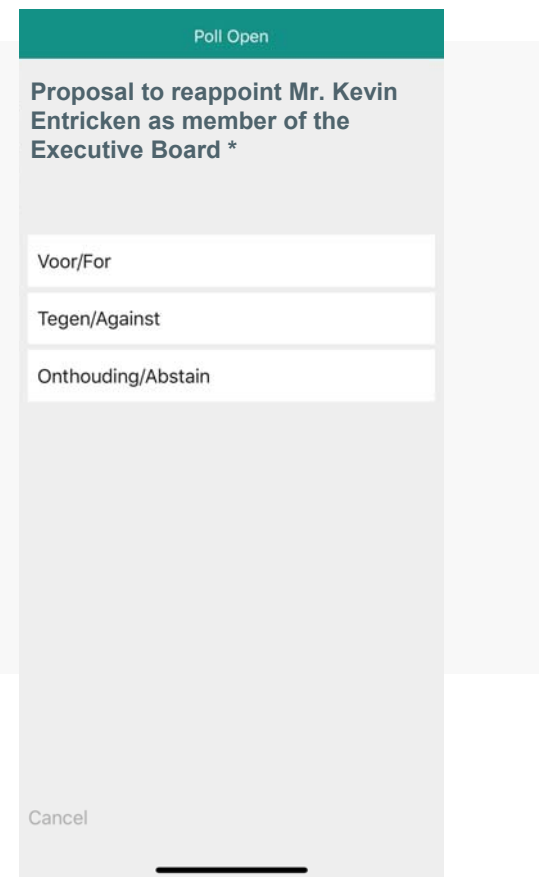 Poll Open
Proposal to reappoint Mr. Kevin
Entricken as member of the
Executive Board *
Voor/For
Tegen/Against
Onthouding/Abstain
Cancel